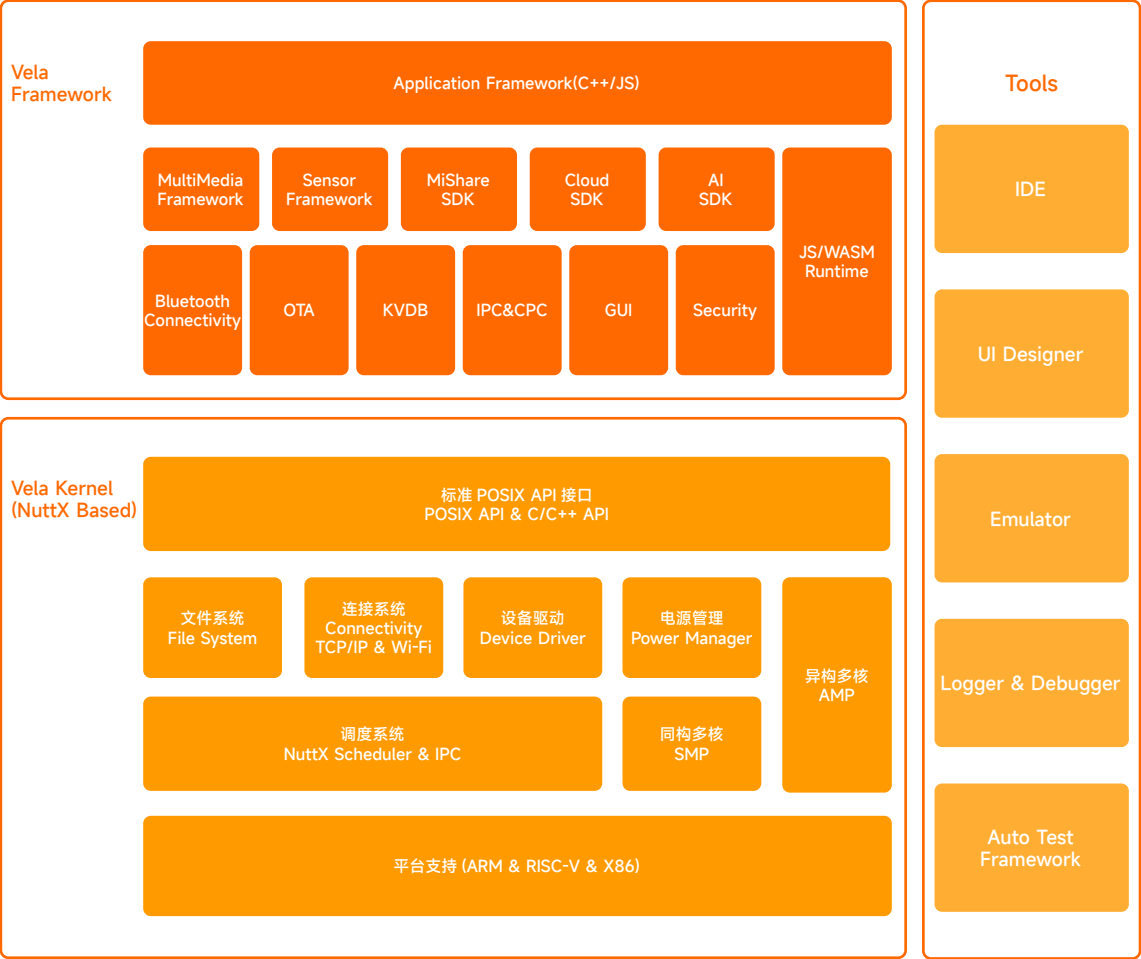 Vela
Framework
Application Framework(C++/JS)
MultiMedia
Framework
Sensor
Framework
MiShare
SDK
Cloud
SDK
AI
SDK
JS/WASM
Runtime
Bluetooth
Connectivity
OTA
KVDB
IPC&CPC
GUI
Security
Vela Kernel
(NuttX Based)
标准 POSIX API 接口
POSIX API & C/C++ API
文件系统
File System
连接系统
Connectivity
TCP/IP & Wi-Fi
设备驱动
Device Driver
电源管理
Power Manager
异构多核
AMP
调度系统
NuttX Scheduler & IPC
同构多核
SMP
平台支持 (ARM & RISC-V & X86)
Tools
IDE
UI Designer
Emulator
Logger & Debugger
Auto Test
Framework